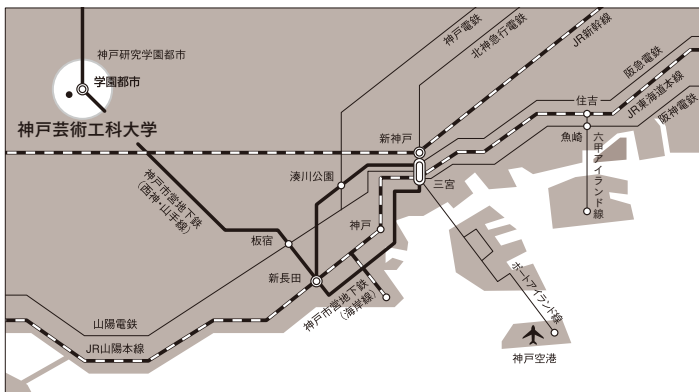 神戸研究学園都市
学園都市
神戸芸術工科大学
神戸電鉄
北神急行電鉄
JR新幹線
阪急電鉄
JR東海道本線
阪神電鉄
住吉
魚崎
六甲アイランド線
新神戸
三宮
湊川公園
神戸市営地下鉄
(西神・山手線)
神戸
板宿
新長田
神戸市営地下鉄
(海岸線)
ポートアイランド線
山陽電鉄
JR山陽本線
神戸空港